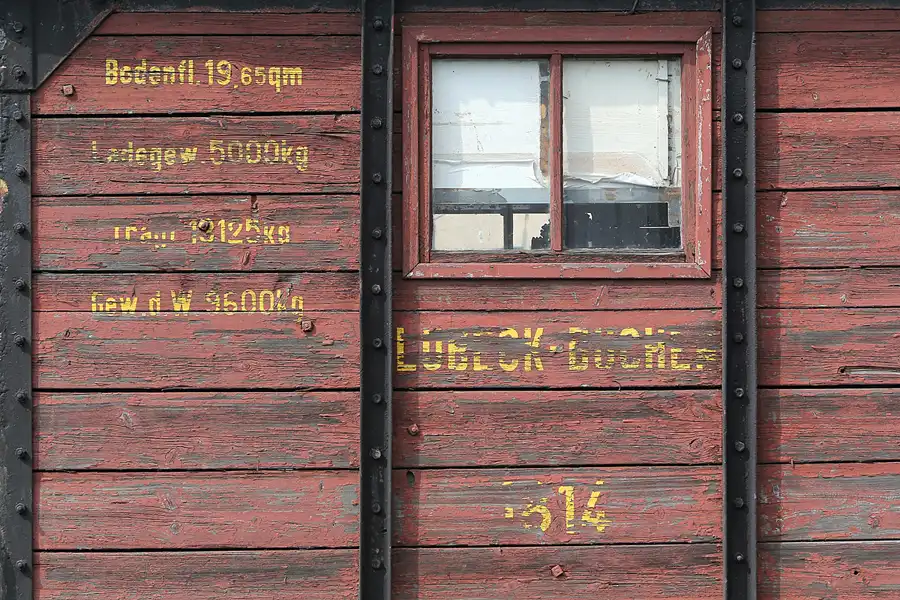 Bodenfl. 19,65qm
Ladegew. 5000kg
Tragf. 13125kg
Gew. d. W. 9600kg
LÜBECK-BÜCHEN
514